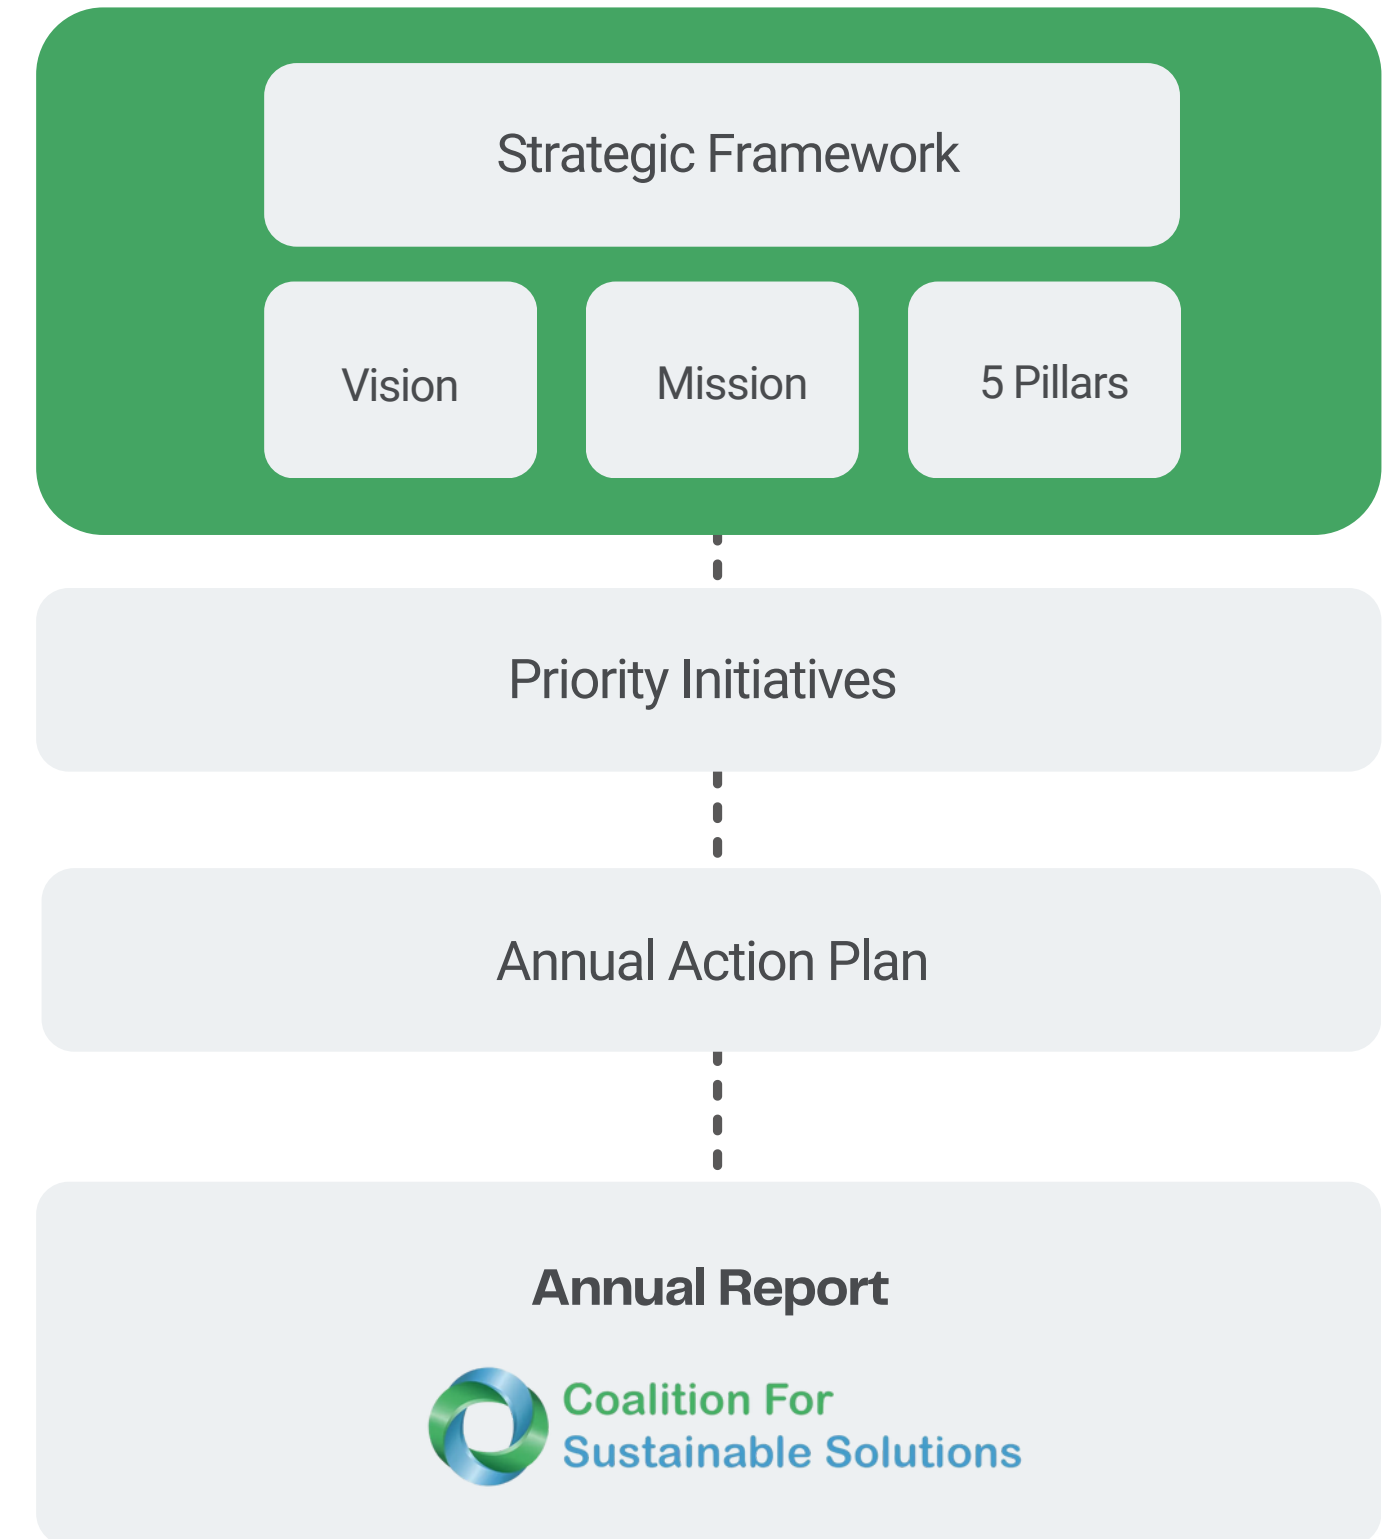 Strategic Framework
Vision
Mission
5 Pillars
Priority Initiatives
Annual Action Plan
Annual Report
Coalition For
Sustainable Solutions